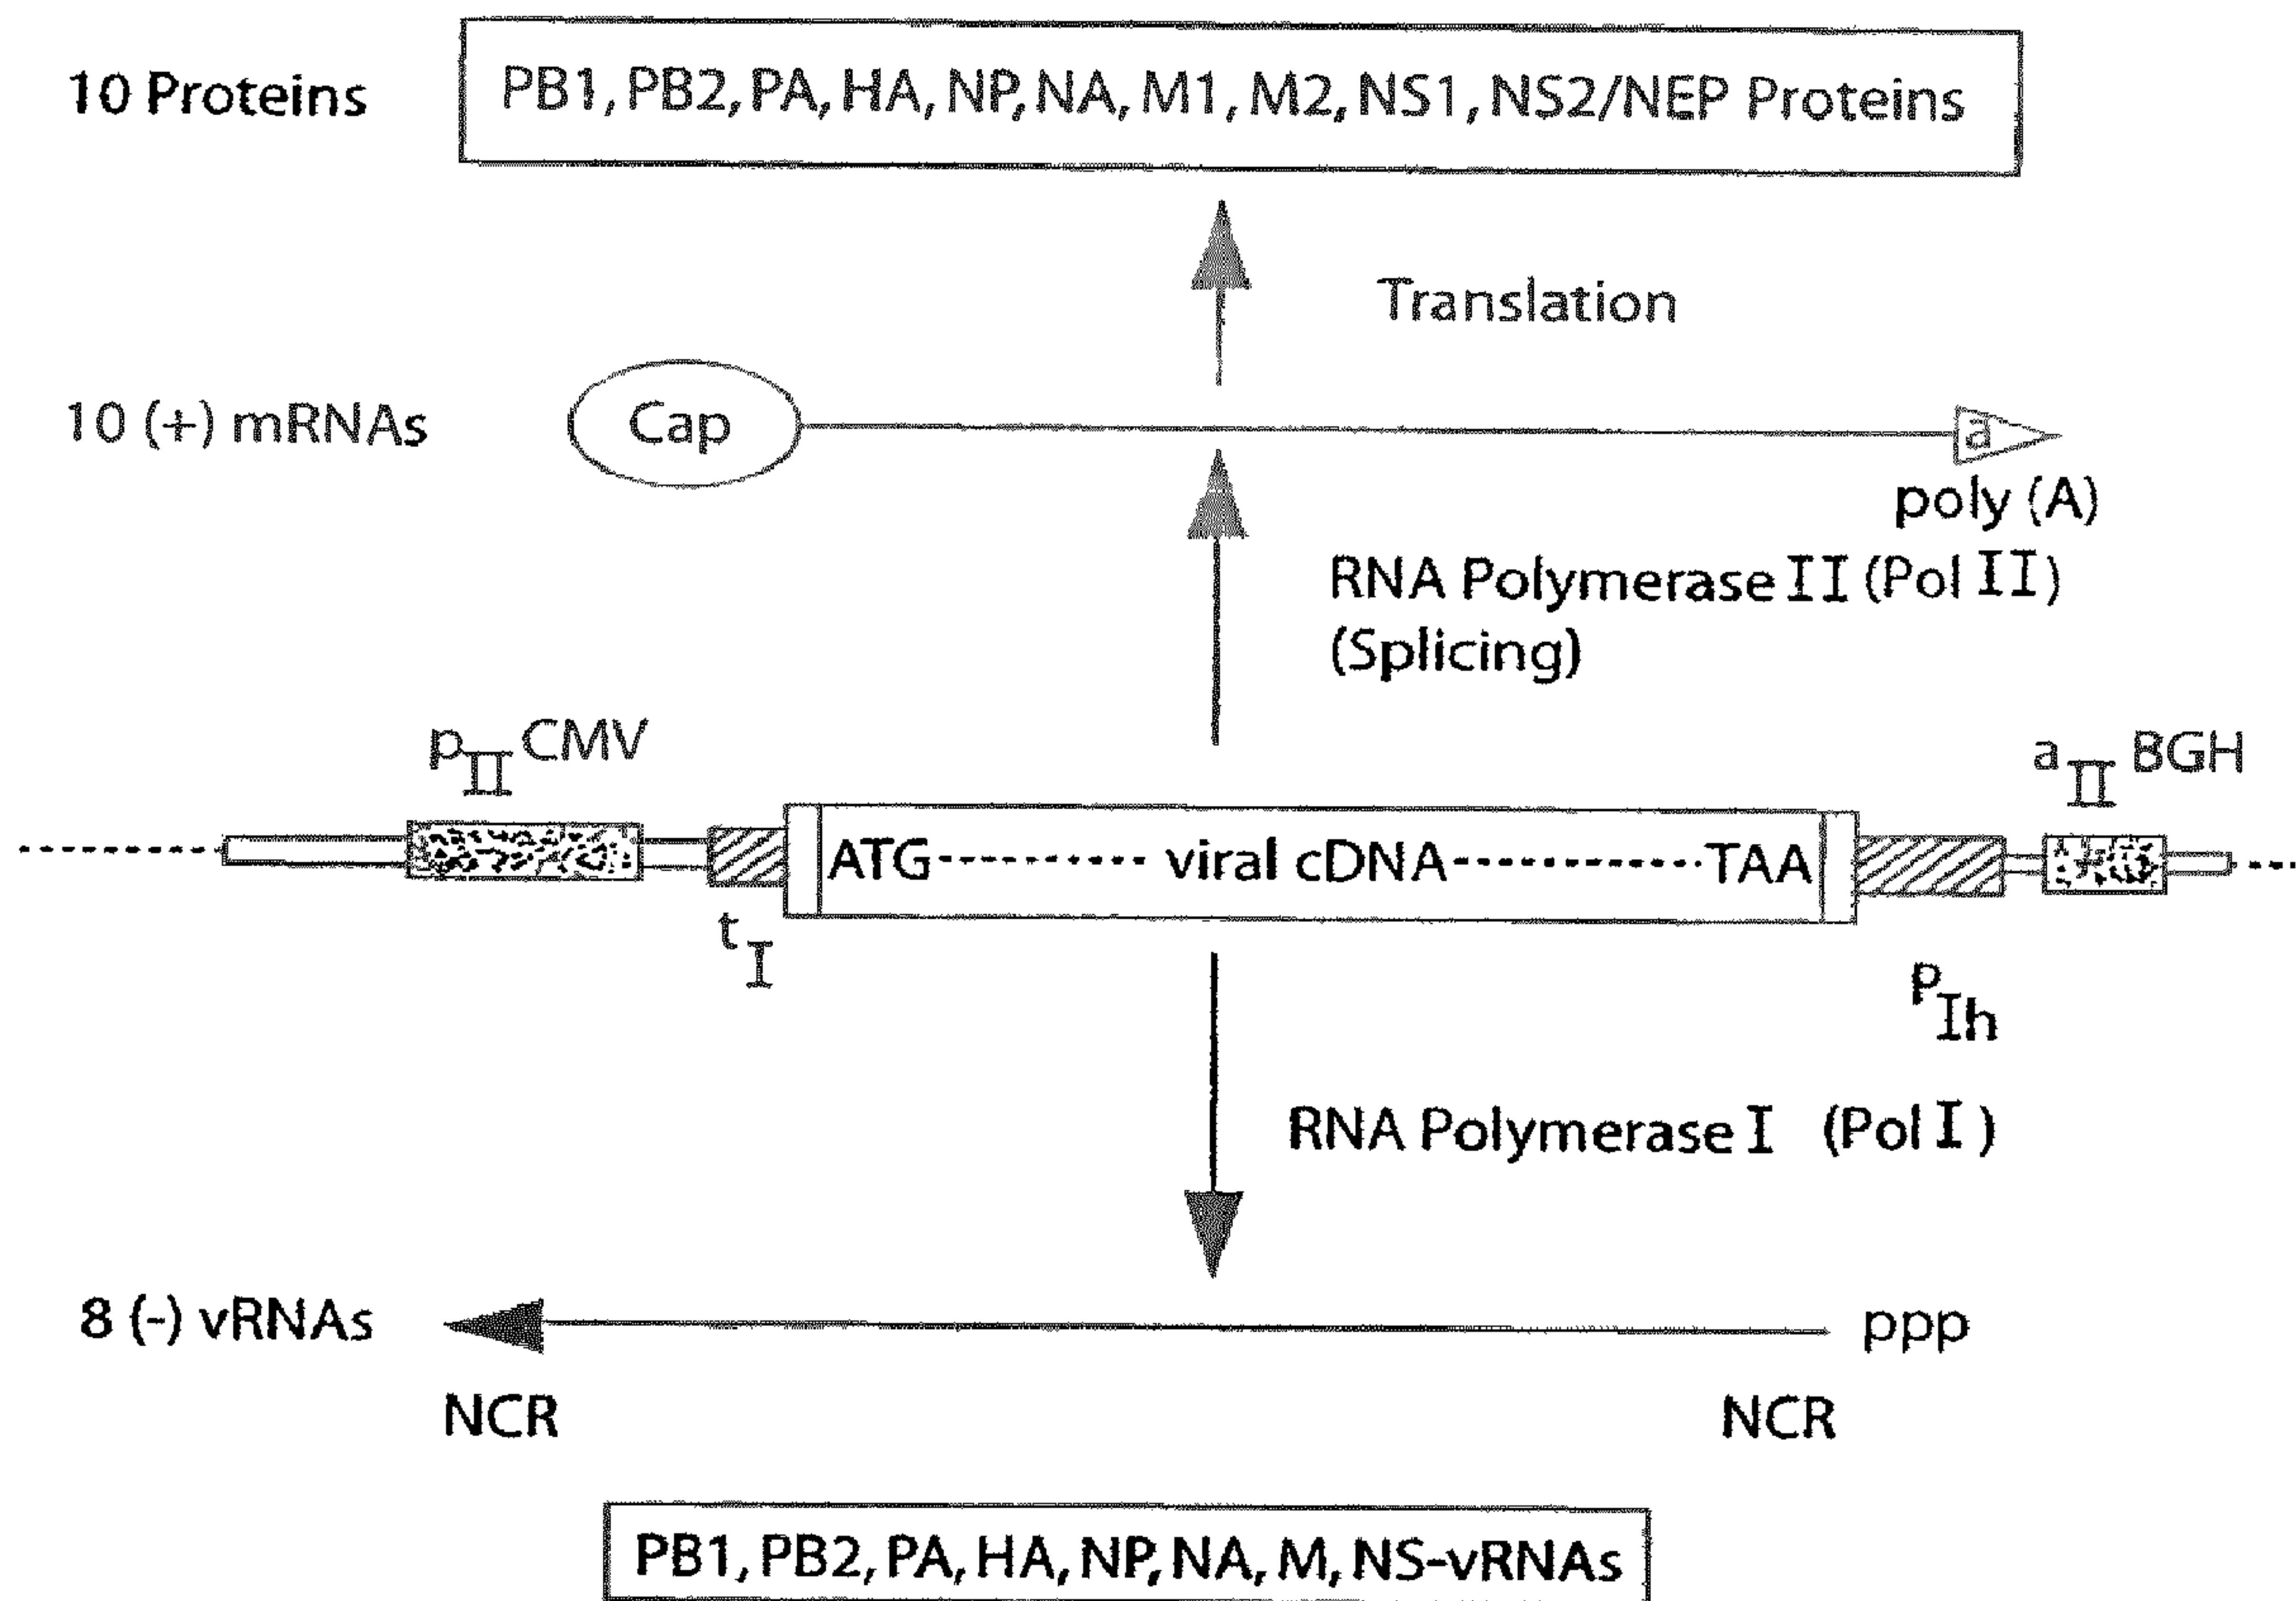 10 Proteins
PB1, PB2, PA, HA, NP, NA, M1, M2, NS1, NS2/NEP Proteins
Translation
10 (+) mRNAs
Cap
a
poly (A)
RNA Polymerase II (Pol II)
(Splicing)
pII CMV
aII BGH
ATG viral cDNA TAA
tI
PIh
RNA Polymerase I (Pol I)
8 (-) vRNAs
ppp
NCR
NCR
PB1, PB2, PA, HA, NP, NA, M, NS-vRNAs